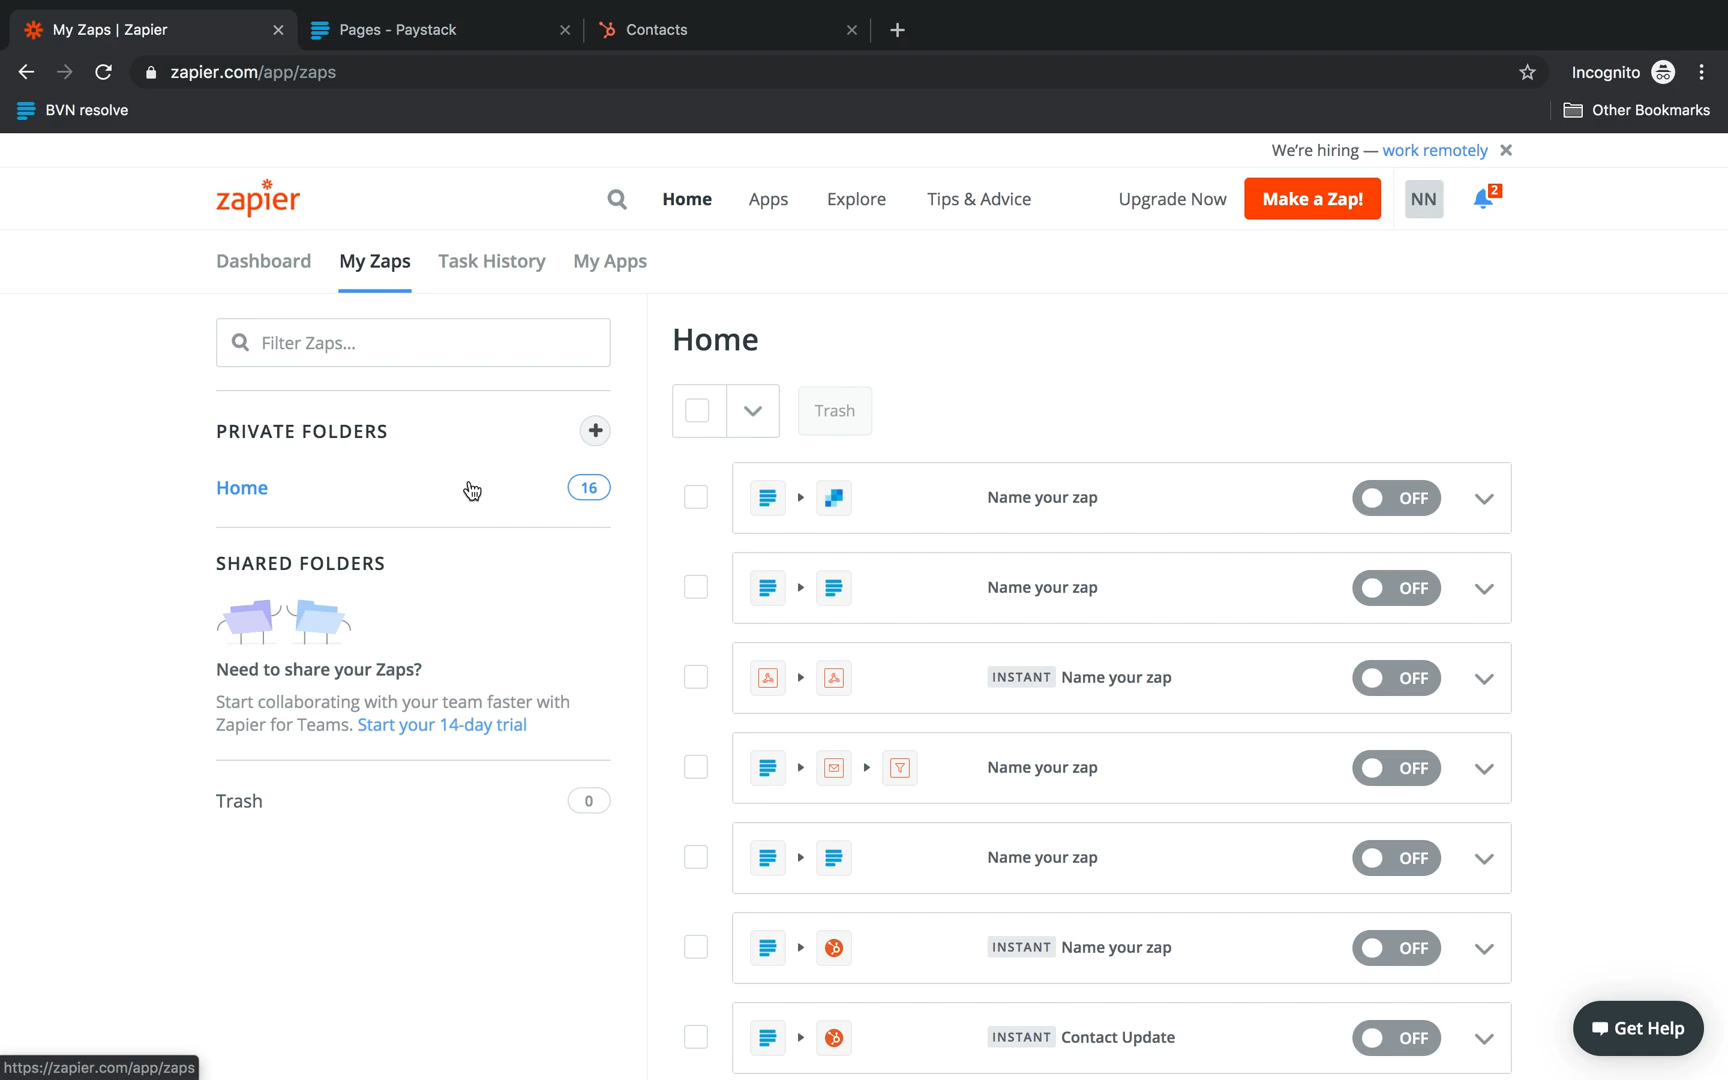 My Zaps | Zapier
Pages - Paystack
Contacts
zapier.com/app/zaps
Incognito
BVN resolve
Other Bookmarks
We're hiring — work remotely
zapier
Home
Apps
Explore
Tips & Advice
Upgrade Now
Make a Zap!
NN
2
Dashboard
My Zaps
Task History
My Apps
Filter Zaps...
PRIVATE FOLDERS
Home
16
SHARED FOLDERS
Need to share your Zaps?
Start collaborating with your team faster with
Zapier for Teams. Start your 14-day trial
Trash
0
Home
Trash
Name your zap
OFF
Name your zap
OFF
INSTANT Name your zap
OFF
Name your zap
OFF
Name your zap
OFF
INSTANT Name your zap
OFF
INSTANT Contact Update
OFF
Get Help
https://zapier.com/app/zaps